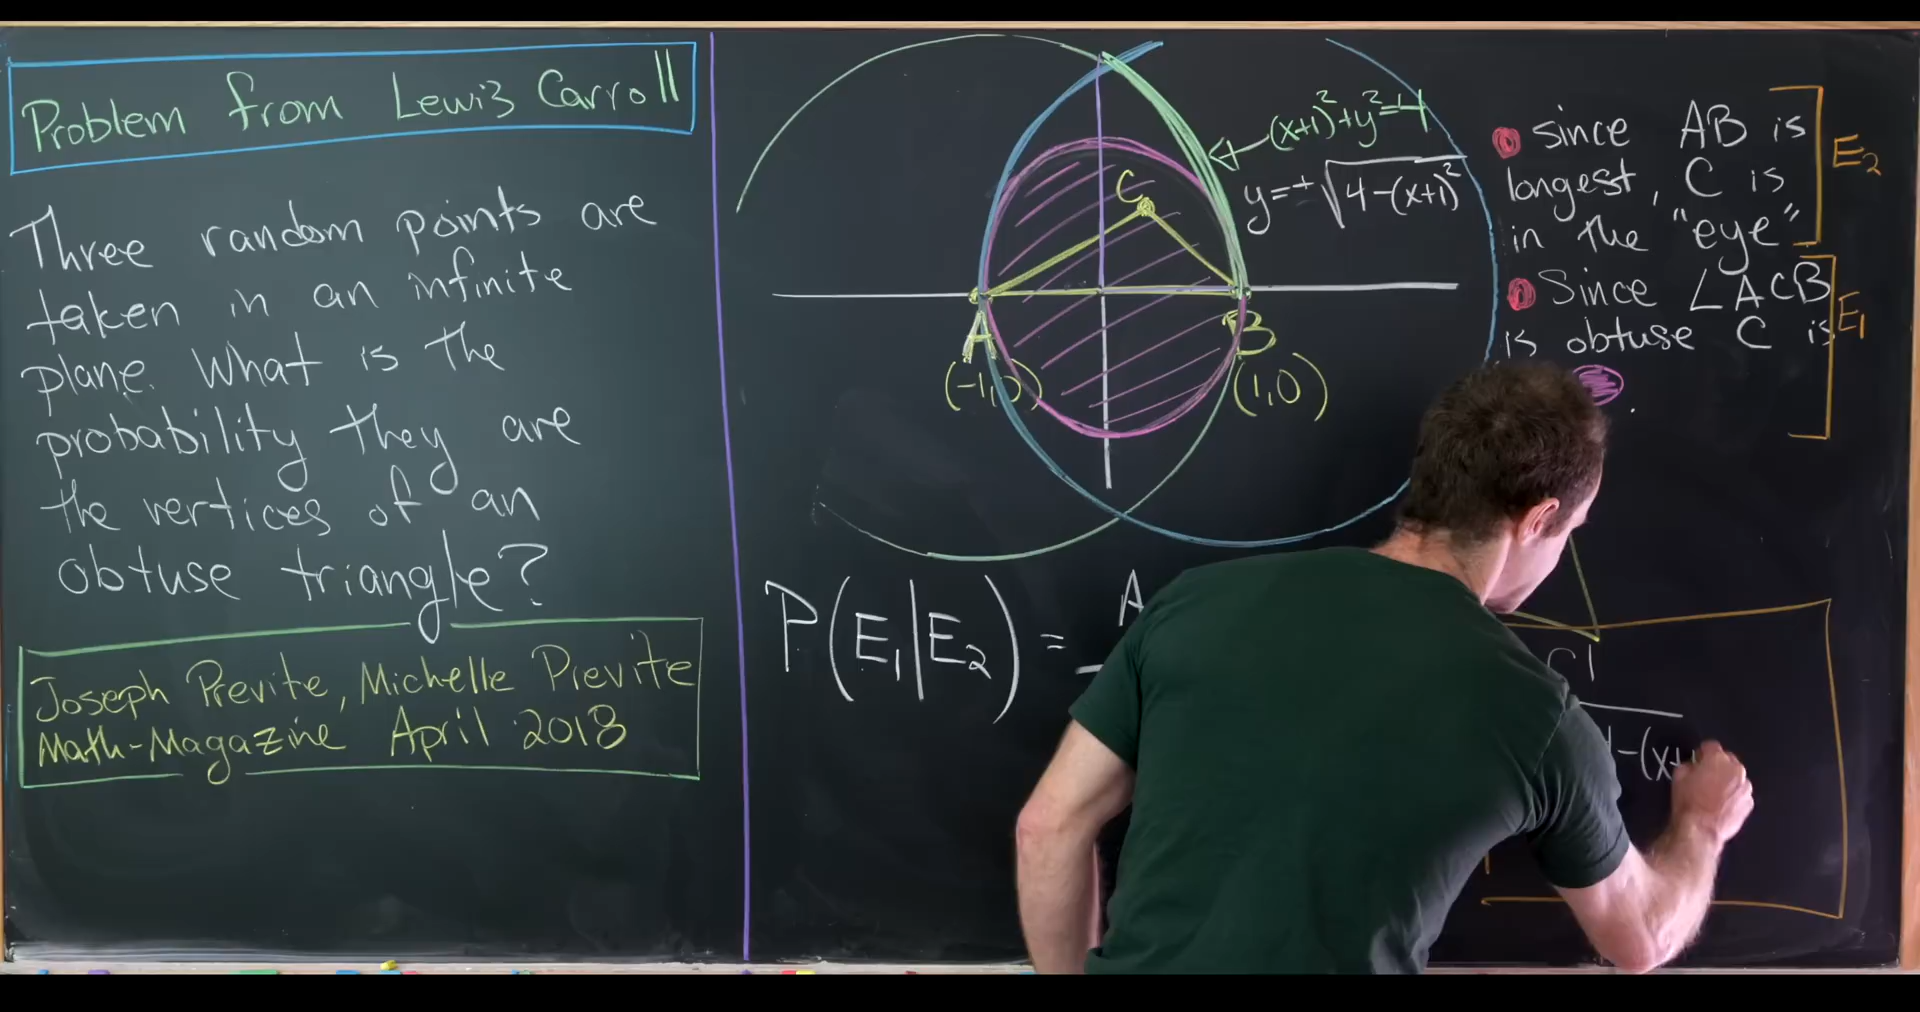 Problem from Lewis Carroll
Three random points are
taken in an infinite
plane. What is the
probability they are
the vertices of an
obtuse triangle?
Joseph Previte, Michelle Previte
Math-Magazine April 2018
(x+1)²+y²=4
y=±√4-(x+1)²
C
A
B
(-1,0)
(1,0)
P(E₁|E₂) = A
since AB is
longest, C is
in the "eye"
E₂
Since ∠ACB
is obtuse C is
E₁
.
-(x+